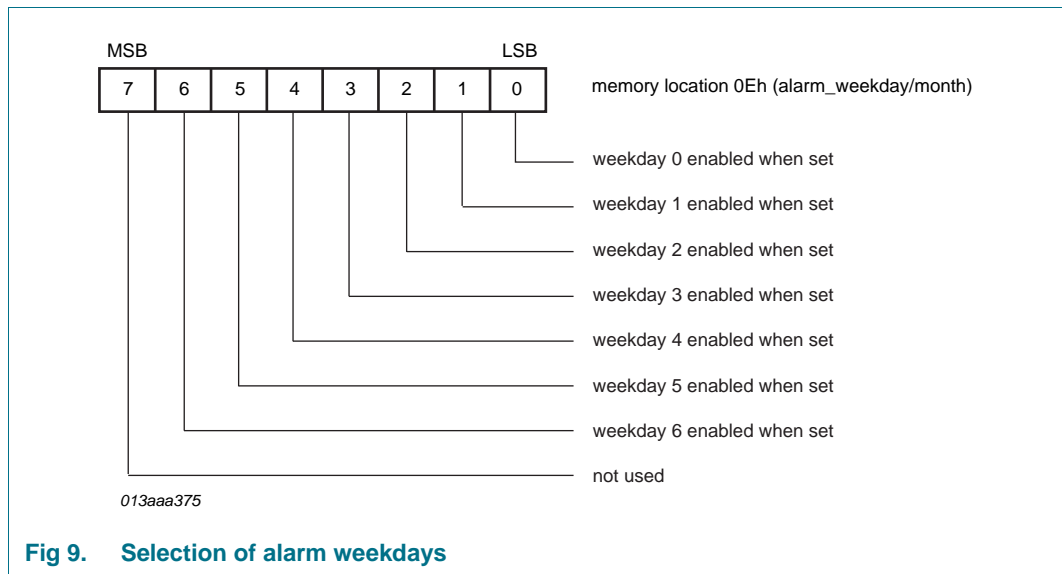 MSB LSB
7 6 5 4 3 2 1 0 memory location 0Eh (alarm_weekday/month)
weekday 0 enabled when set
weekday 1 enabled when set
weekday 2 enabled when set
weekday 3 enabled when set
weekday 4 enabled when set
weekday 5 enabled when set
weekday 6 enabled when set
not used
013aaa375
Fig 9. Selection of alarm weekdays